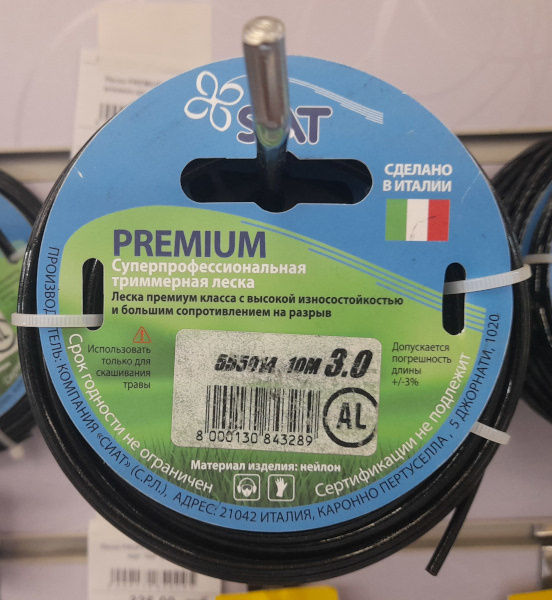 SIAT
СДЕЛАНО
В ИТАЛИИ
PREMIUM
Суперпрофессиональная
триммерная леска
Леска премиум класса с высокой износостойкостью
и большим сопротивлением на разрыв
Использовать
только для
скашивания
травы
555014 10М 3.0
AL
8 000130 843289
Допускается
погрешность
длины
+/-3%
Материал изделия: нейлон
Срок годности не ограничен
Сертификации не подлежит
ПРОИЗВОДИТЕЛЬ: КОМПАНИЯ «СИАТ» (С.Р.Л.), АДРЕС: 21042 ИТАЛИЯ, КАРОННО ПЕРТУСЕЛЛА, 5 ДЖОРНАТИ, 1020